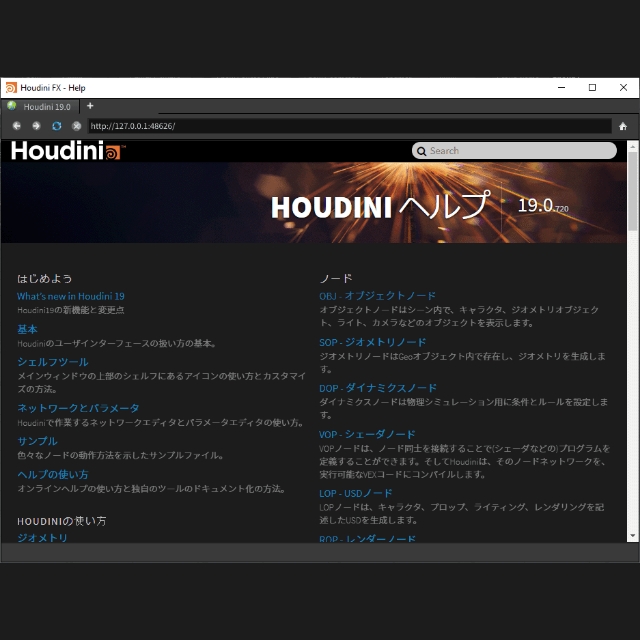 Houdini FX - Help
Houdini 19.0
http://127.0.0.1:48626/
Houdini
Search
HOUDINI ヘルプ 19.0.720
はじめよう
What's new in Houdini 19
Houdini19の新機能と変更点
基本
Houdiniのユーザインターフェースの扱い方の基本。
シェルフツール
メインウィンドウの上部のシェルフにあるアイコンの使い方とカスタマイ
ズの方法。
ネットワークとパラメータ
Houdiniで作業するネットワークエディタとパラメータエディタの使い方。
サンプル
色々なノードの動作方法を示したサンプルファイル。
ヘルプの使い方
オンラインヘルプの使い方と独自のツールのドキュメント化の方法。
HOUDINIの使い方
ジオメトリ
ノード
OBJ - オブジェクトノード
オブジェクトノードはシーン内で、キャラクタ、ジオメトリオブジェク
ト、ライト、カメラなどのオブジェクトを表示します。
SOP - ジオメトリノード
ジオメトリノードはGeoオブジェクト内で存在し、ジオメトリを生成しま
す。
DOP - ダイナミクスノード
ダイナミクスノードは物理シミュレーション用に条件とルールを設定しま
す。
VOP - シェーダノード
VOPノードは、ノード同士を接続することで(シェーダなどの)プログラムを
定義することができます。そしてHoudiniは、そのノードネットワークを、
実行可能なVEXコードにコンパイルします。
LOP - USDノード
LOPノードは、キャラクタ、プロップ、ライティング、レンダリングを記
述したUSDを生成します。
ROP - レンダーノード